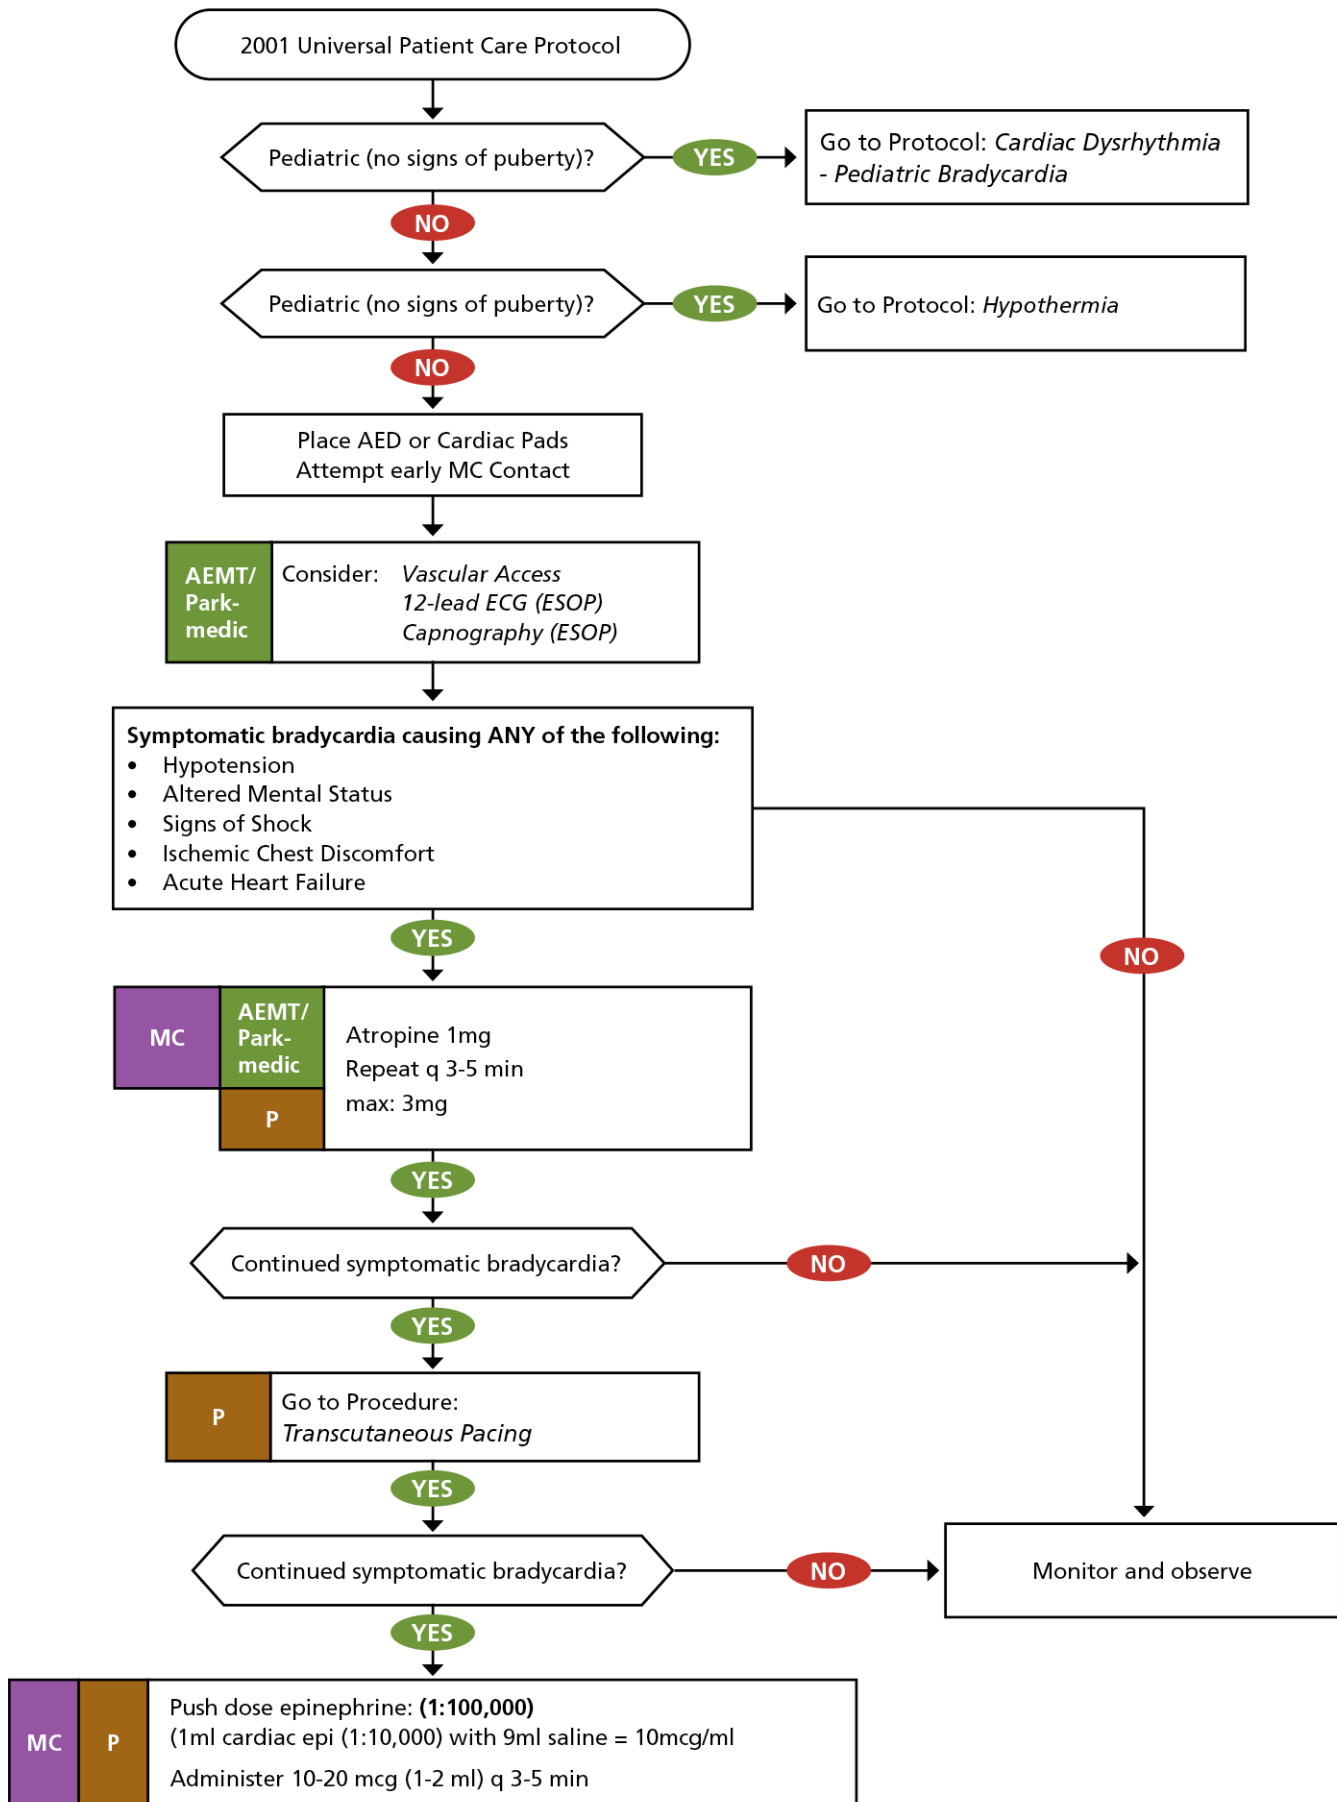 2001 Universal Patient Care Protocol
Pediatric (no signs of puberty)?
YES
Go to Protocol: Cardiac Dysrhythmia
- Pediatric Bradycardia
NO
Pediatric (no signs of puberty)?
YES
Go to Protocol: Hypothermia
NO
Place AED or Cardiac Pads
Attempt early MC Contact
AEMT/
Park-
medic
Consider: Vascular Access
12-lead ECG (ESOP)
Capnography (ESOP)
Symptomatic bradycardia causing ANY of the following:
• Hypotension
• Altered Mental Status
• Signs of Shock
• Ischemic Chest Discomfort
• Acute Heart Failure
YES
NO
MC
AEMT/
Park-
medic
P
Atropine 1mg
Repeat q 3-5 min
max: 3mg
YES
Continued symptomatic bradycardia?
NO
YES
P
Go to Procedure:
Transcutaneous Pacing
YES
Continued symptomatic bradycardia?
NO
Monitor and observe
YES
MC
P
Push dose epinephrine: (1:100,000)
(1ml cardiac epi (1:10,000) with 9ml saline = 10mcg/ml
Administer 10-20 mcg (1-2 ml) q 3-5 min